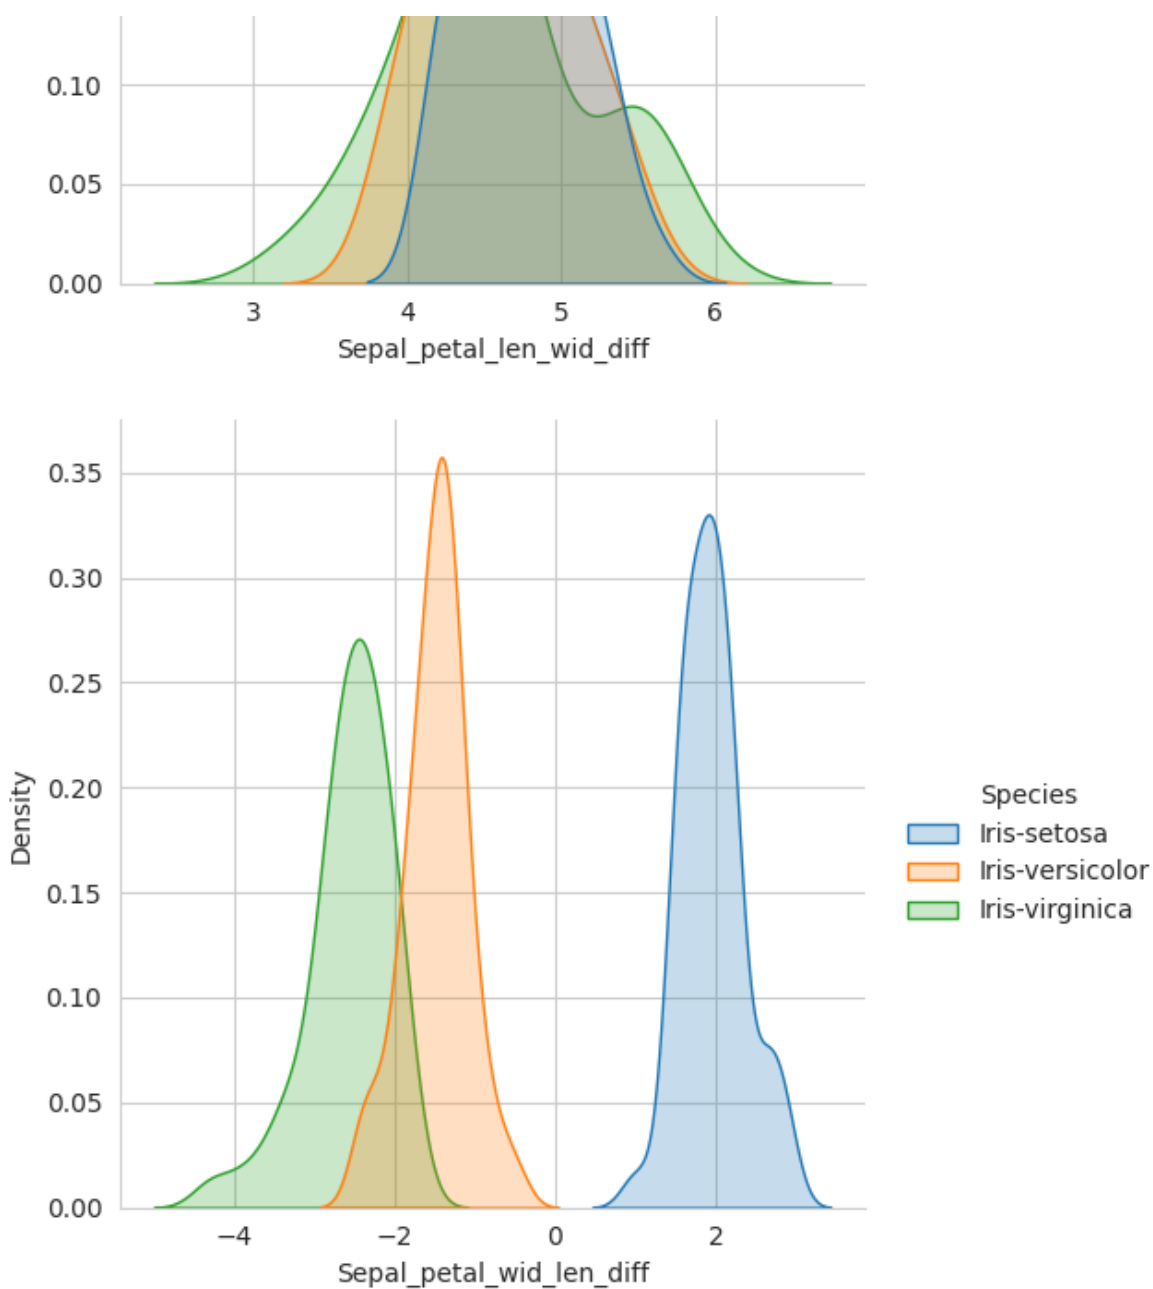 0.10
0.05
0.00
3 4 5 6
Sepal_petal_len_wid_diff
0.35
0.30
0.25
0.20
0.15
0.10
0.05
0.00
Density
−4 −2 0 2
Sepal_petal_wid_len_diff
Species
Iris-setosa
Iris-versicolor
Iris-virginica